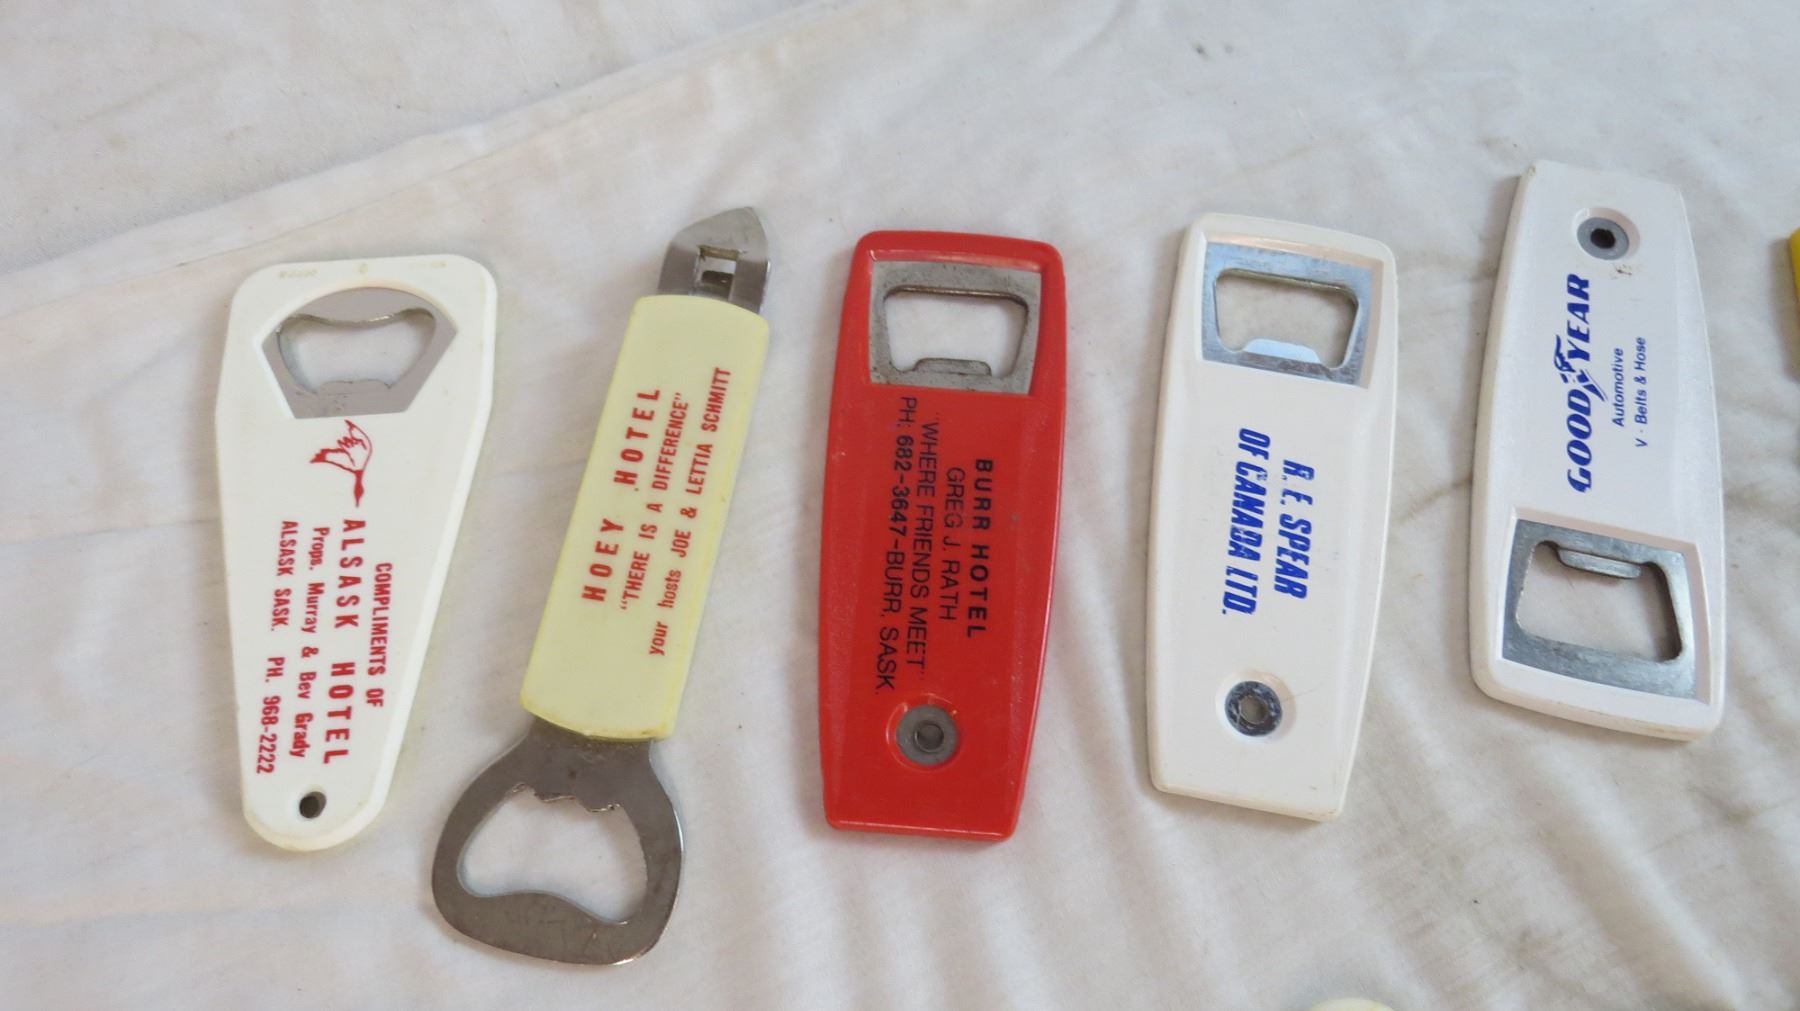 COMPLIMENTS OF
ALSASK HOTEL
Props. Murray & Bev Grady
ALSASK SASK. PH. 968-2222
HOEY HOTEL
"THERE IS A DIFFERENCE"
your hosts JOE & LETTIA SCHMITT
BURR HOTEL
GREG J. RATH
"WHERE FRIENDS MEET"
PH: 682-3647-BURR, SASK.
R.E. SPEAR
OF CANADA LTD.
GOODYEAR
Automotive
V - Belts & Hose